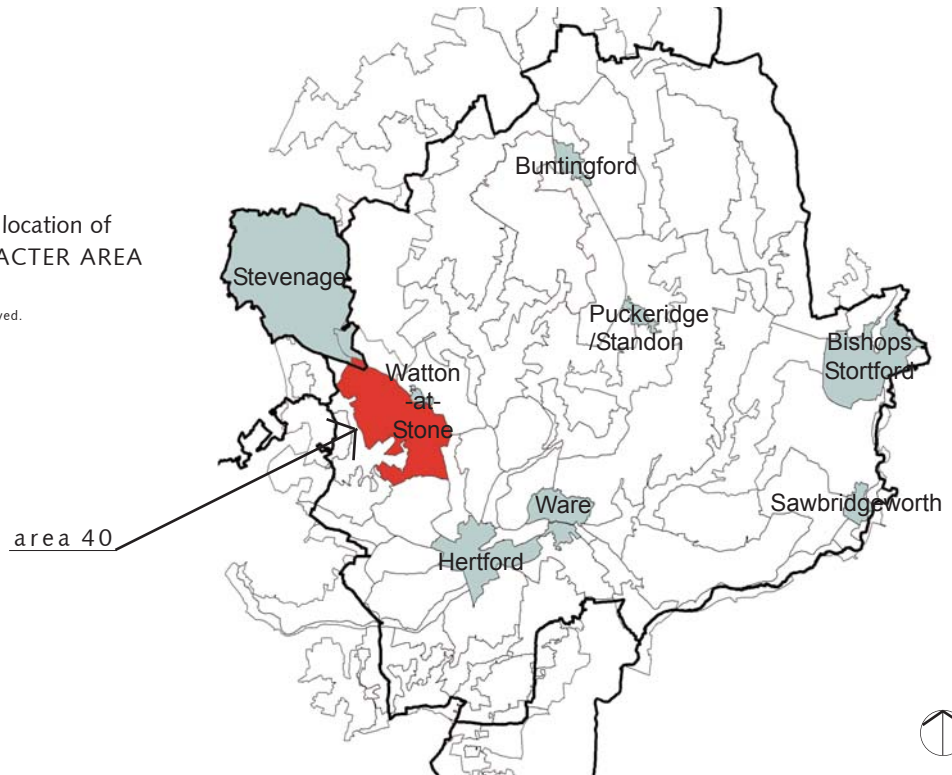 location of
ACTER AREA
ved.
Buntingford
Stevenage
Puckeridge
/Standon
Bishops
Stortford
Watton
-at-
Stone
Sawbridgeworth
Ware
area 40
Hertford